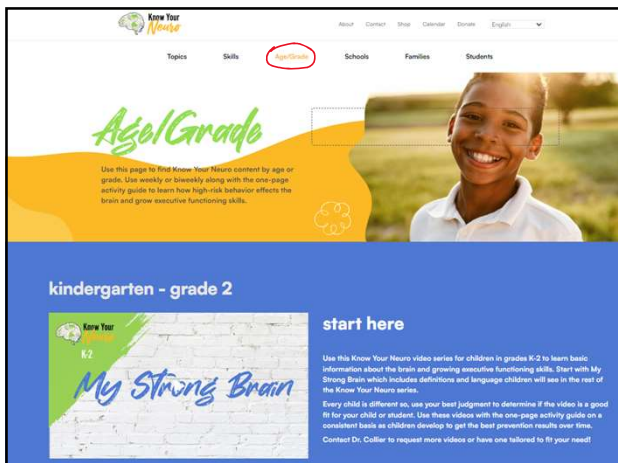 Know Your
Neuro
About Contact Shop Calendar Donate English
Topics Skills Age/Grade Schools Families Students
Age/Grade
Use this page to find Know Your Neuro content by age or
grade. Use weekly or biweekly along with the one-page
activity guide to learn how high-risk behavior effects the
brain and grow executive functioning skills.
kindergarten - grade 2
Know Your
Neuro
K-2
My Strong Brain
start here
Use this Know Your Neuro video series for children in grades K-2 to learn basic
information about the brain and growing executive functioning skills. Start with My
Strong Brain which includes definitions and language children will see in the rest of
the Know Your Neuro series.
Every child is different so, use your best judgment to determine if the video is a good
fit for your child or student. Use these videos with the one-page activity guide on a
consistent basis as children develop to get the best prevention results over time.
Contact Dr. Collier to request more videos or have one tailored to fit your need!